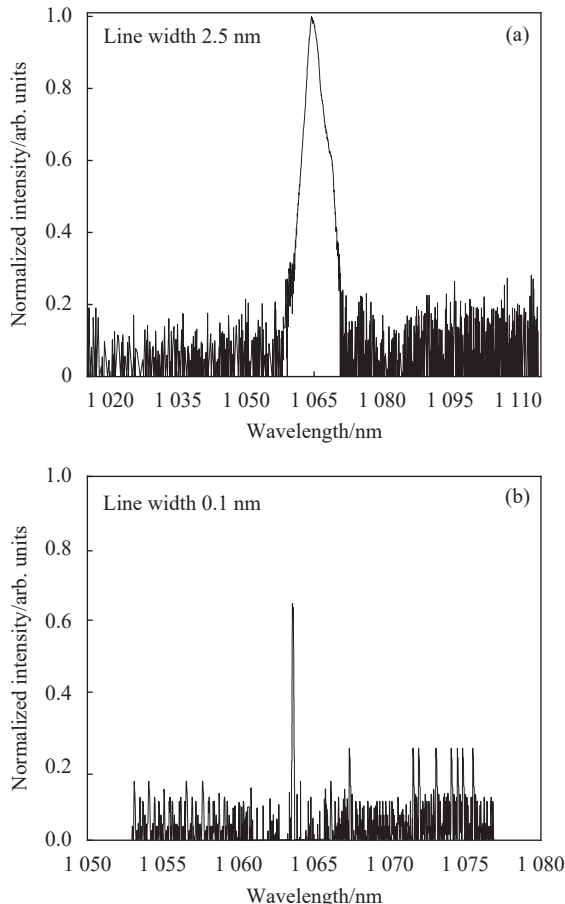 1.0
Line width 2.5 nm
(a)
0.8
0.6
0.4
0.2
0
Normalized intensity/arb. units
1 020 1 035 1 050 1 065 1 080 1 095 1 110
Wavelength/nm
1.0
Line width 0.1 nm
(b)
0.8
0.6
0.4
0.2
0.0
Normalized intensity/arb. units
1 050 1 055 1 060 1 065 1 070 1 075 1 080
Wavelength/nm